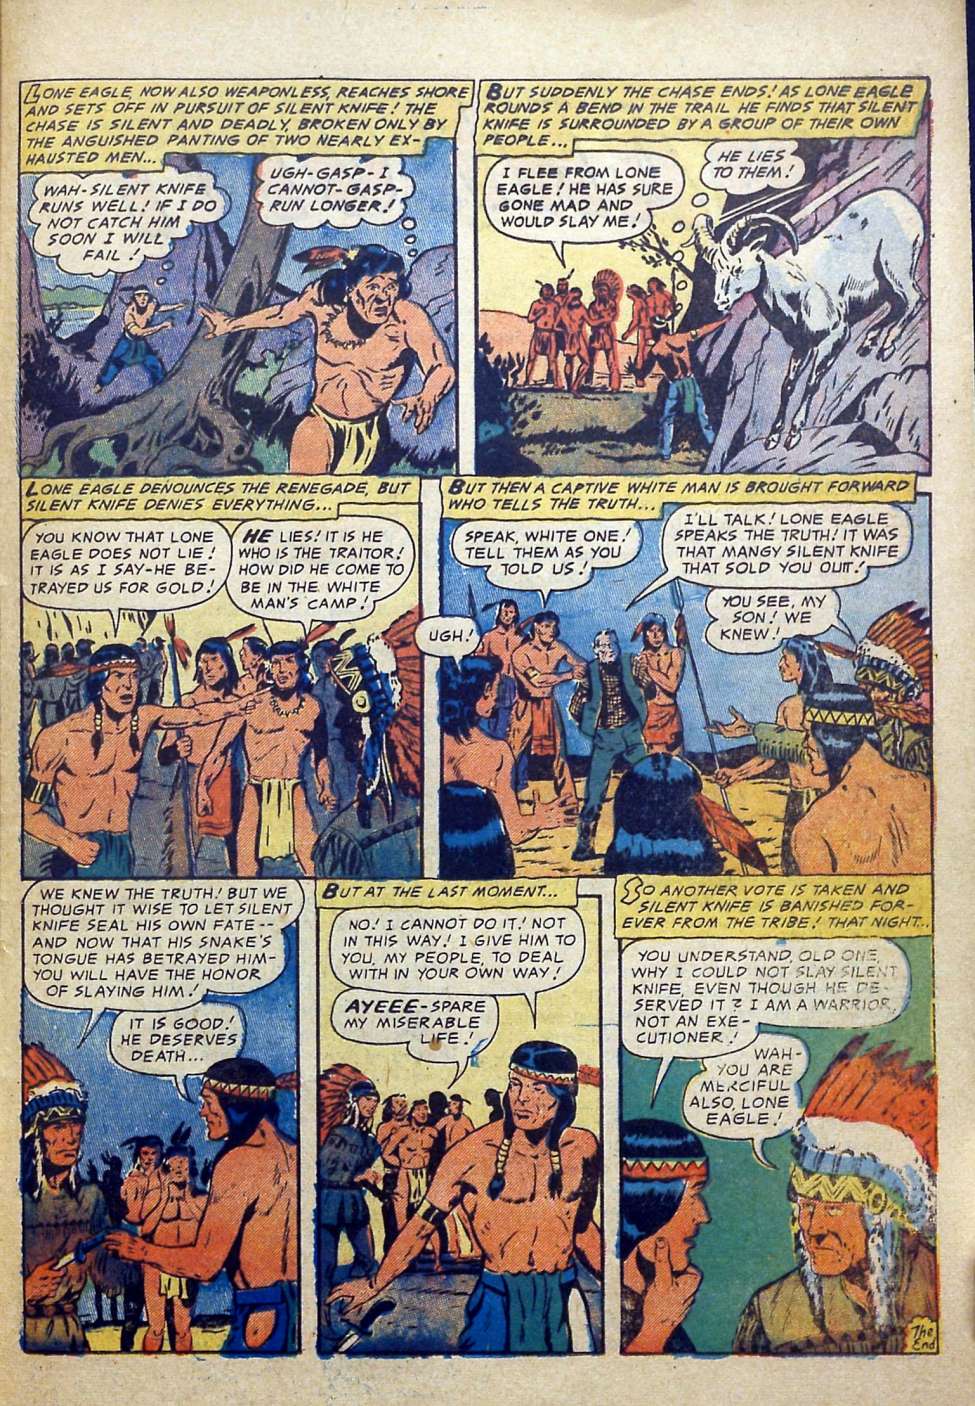 LONE EAGLE, NOW ALSO WEAPONLESS, REACHES SHORE
AND SETS OFF IN PURSUIT OF SILENT KNIFE! THE
CHASE IS SILENT AND DEADLY, BROKEN ONLY BY
THE ANGUISHED PANTING OF TWO NEARLY EX-
HAUSTED MEN...
WAH-SILENT KNIFE
RUNS WELL! IF I DO
NOT CATCH HIM
SOON I WILL
FAIL!
UGH-GASP-I
CANNOT-GASP-
RUN LONGER!
BUT SUDDENLY THE CHASE ENDS! AS LONE EAGLE
ROUNDS A BEND IN THE TRAIL HE FINDS THAT SILENT
KNIFE IS SURROUNDED BY A GROUP OF THEIR OWN
PEOPLE...
I FLEE FROM LONE
EAGLE! HE HAS SURE
GONE MAD AND
WOULD SLAY ME!
HE LIES
TO THEM!
LONE EAGLE DENOUNCES THE RENEGADE, BUT
SILENT KNIFE DENIES EVERYTHING...
YOU KNOW THAT LONE
EAGLE DOES NOT LIE!
IT IS AS I SAY-HE BE-
TRAYED US FOR GOLD!
HE LIES! IT IS HE
WHO IS THE TRAITOR!
HOW DID HE COME TO
BE IN THE WHITE
MAN'S CAMP!
BUT THEN A CAPTIVE WHITE MAN IS BROUGHT FORWARD
WHO TELLS THE TRUTH...
SPEAK, WHITE ONE!
TELL THEM AS YOU
TOLD US!
I'LL TALK! LONE EAGLE
SPEAKS THE TRUTH! IT WAS
THAT MANGY SILENT KNIFE
THAT SOLD YOU OUT!
UGH!
YOU SEE, MY
SON! WE
KNEW!
WE KNEW THE TRUTH! BUT WE
THOUGHT IT WISE TO LET SILENT
KNIFE SEAL HIS OWN FATE--
AND NOW THAT HIS SNAKE'S
TONGUE HAS BETRAYED HIM-
YOU WILL HAVE THE HONOR
OF SLAYING HIM!
IT IS GOOD!
HE DESERVES
DEATH...
BUT AT THE LAST MOMENT...
NO! I CANNOT DO IT! NOT
IN THIS WAY! I GIVE HIM TO
YOU, MY PEOPLE, TO DEAL
WITH IN YOUR OWN WAY!
AYEEE-SPARE
MY MISERABLE
LIFE!
SO ANOTHER VOTE IS TAKEN AND
SILENT KNIFE IS BANISHED FOR-
EVER FROM THE TRIBE! THAT NIGHT...
YOU UNDERSTAND, OLD ONE,
WHY I COULD NOT SLAY SILENT
KNIFE, EVEN THOUGH HE DE-
SERVED IT? I AM A WARRIOR,
NOT AN EXE-
CUTIONER!
WAH-
YOU ARE
MERCIFUL
ALSO, LONE
EAGLE!
The
End